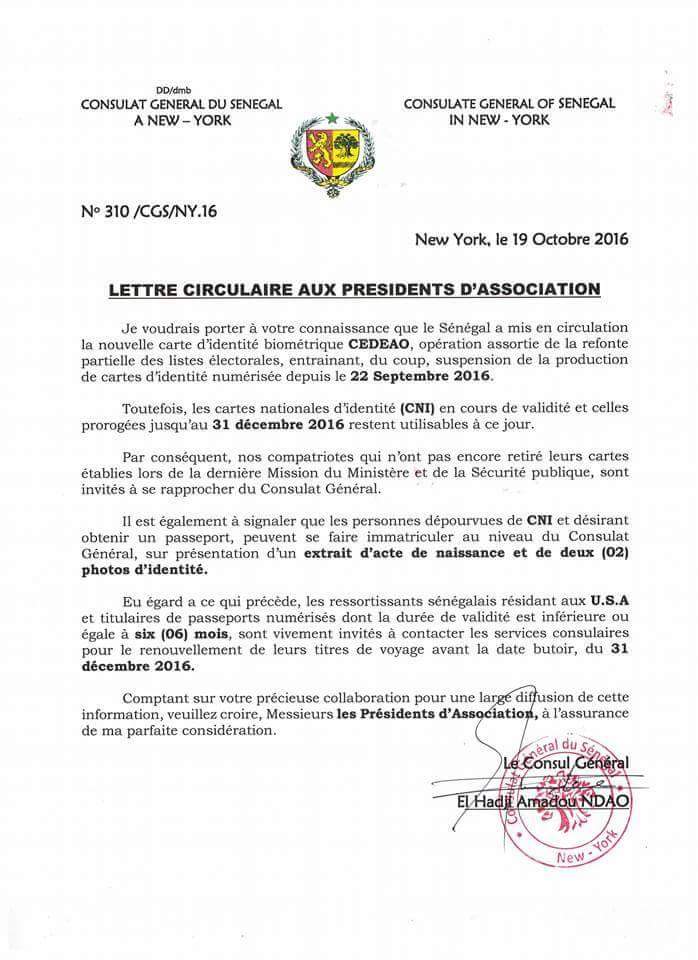 DD/dmb
CONSULAT GENERAL DU SENEGAL
A NEW – YORK
CONSULATE GENERAL OF SENEGAL
IN NEW - YORK
Nº 310 /CGS/NY.16
New York, le 19 Octobre 2016
LETTRE CIRCULAIRE AUX PRESIDENTS D'ASSOCIATION
Je voudrais porter à votre connaissance que le Sénégal a mis en circulation
la nouvelle carte d'identité biométrique CEDEAO, opération assortie de la refonte
partielle des listes électorales, entrainant, du coup, suspension de la production
de cartes d'identité numérisée depuis le 22 Septembre 2016.
Toutefois, les cartes nationales d'identité (CNI) en cours de validité et celles
prorogées jusqu'au 31 décembre 2016 restent utilisables à ce jour.
Par conséquent, nos compatriotes qui n'ont pas encore retiré leurs cartes
établies lors de la dernière Mission du Ministère et de la Sécurité publique, sont
invités à se rapprocher du Consulat Général.
Il est également à signaler que les personnes dépourvues de CNI et désirant
obtenir un passeport, peuvent se faire immatriculer au niveau du Consulat
Général, sur présentation d'un extrait d'acte de naissance et de deux (02)
photos d'identité.
Eu égard a ce qui précède, les ressortissants sénégalais résidant aux U.S.A
et titulaires de passeports numérisés dont la durée de validité est inférieure ou
égale à six (06) mois, sont vivement invités à contacter les services consulaires
pour le renouvellement de leurs titres de voyage avant la date butoir, du 31
décembre 2016.
Comptant sur votre précieuse collaboration pour une large diffusion de cette
information, veuillez croire, Messieurs les Présidents d'Association, à l'assurance
de ma parfaite considération.
Le Consul Général
El Hadji Amadou NDAO
Consulat Général du Sénégal
New - York